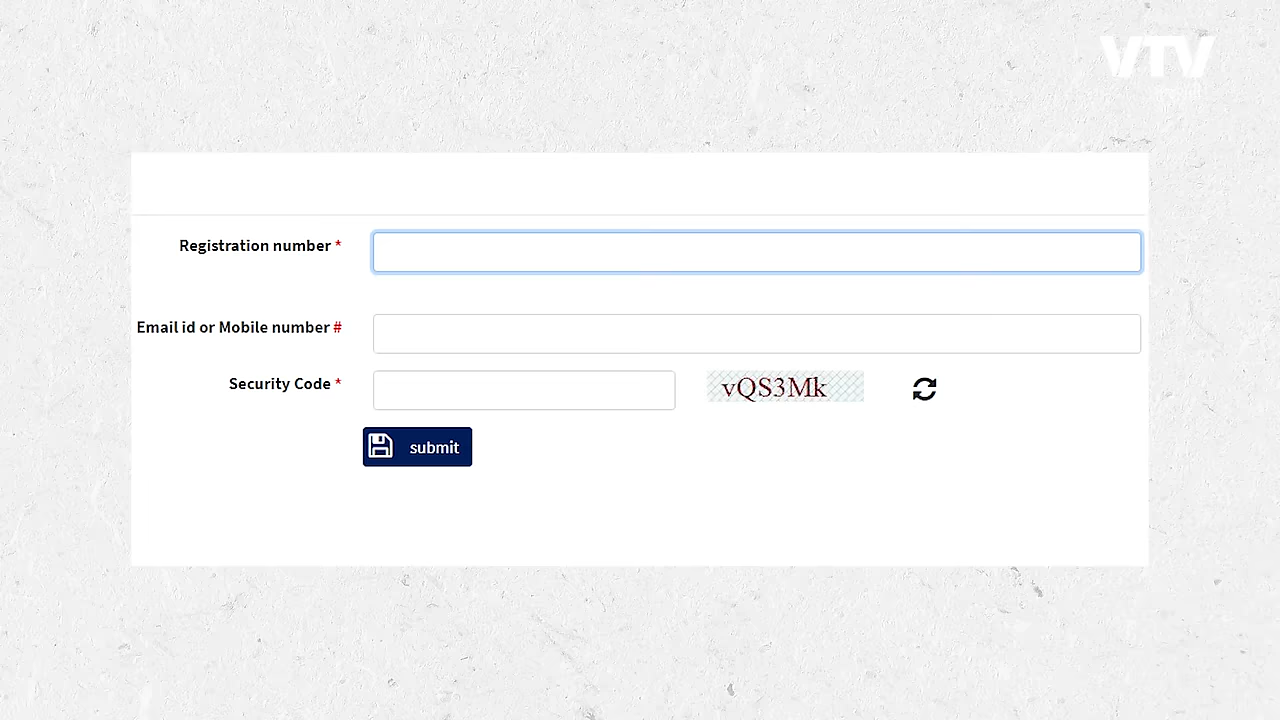 VTV
Registration number *
Email id or Mobile number #
Security Code *
vQS3Mk
submit